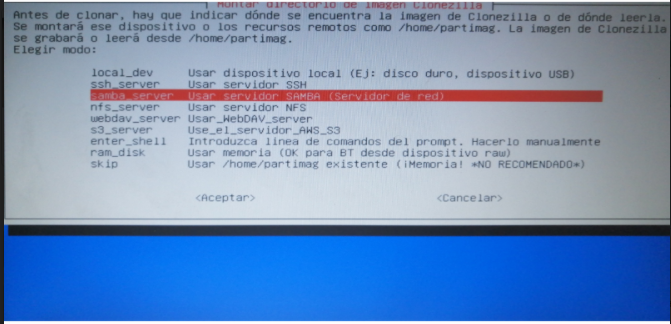 Montar directorio de imagen Clonezilla
Antes de clonar, hay que indicar dónde se encuentra la imagen de Clonezilla o de dónde leerla.
Se montará ese dispositivo o los recursos remotos como /home/partimag. La imagen de Clonezilla
se grabará o leerá desde /home/partimag.
Elegir modo:
local_dev Usar dispositivo local (Ej: disco duro, dispositivo USB)
ssh_server Usar servidor SSH
samba_server Usar servidor SAMBA (Servidor de red)
nfs_server Usar servidor NFS
webdav_server Usar_WebDAV_server
s3_server Use_el_servidor_AWS_S3
enter_shell Introduzca línea de comandos del prompt. Hacerlo manualmente
ram_disk Usar memoria (OK para BT desde dispositivo raw)
skip Usar /home/partimag existente (¡Memoria! *NO RECOMENDADO*)
<Aceptar> <Cancelar>